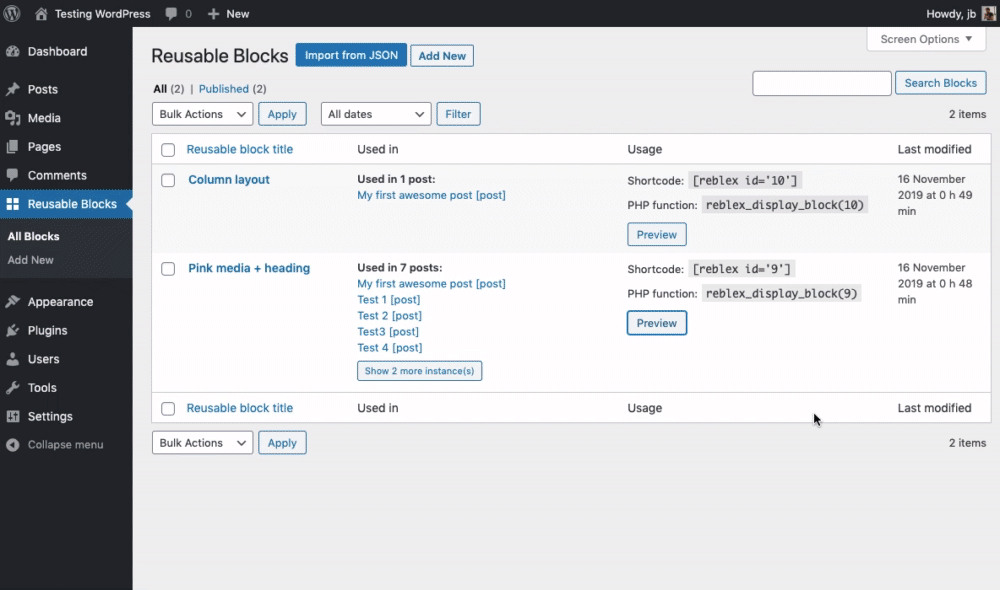 Testing WordPress 0 + New Howdy, jb
Screen Options
Dashboard
Posts
Media
Pages
Comments
Reusable Blocks
All Blocks
Add New
Appearance
Plugins
Users
Tools
Settings
Collapse menu
Reusable Blocks Import from JSON Add New
All (2) | Published (2)
Search Blocks
Bulk Actions Apply All dates Filter 2 items
Reusable block title Used in Usage Last modified
Column layout
Used in 1 post:
My first awesome post [post]
Shortcode: [reblex id='10']
PHP function: reblex_display_block(10)
Preview
16 November
2019 at 0 h 49
min
Pink media + heading
Used in 7 posts:
My first awesome post [post]
Test 1 [post]
Test 2 [post]
Test3 [post]
Test 4 [post]
Show 2 more instance(s)
Shortcode: [reblex id='9']
PHP function: reblex_display_block(9)
Preview
16 November
2019 at 0 h 48
min
Reusable block title Used in Usage Last modified
Bulk Actions Apply 2 items